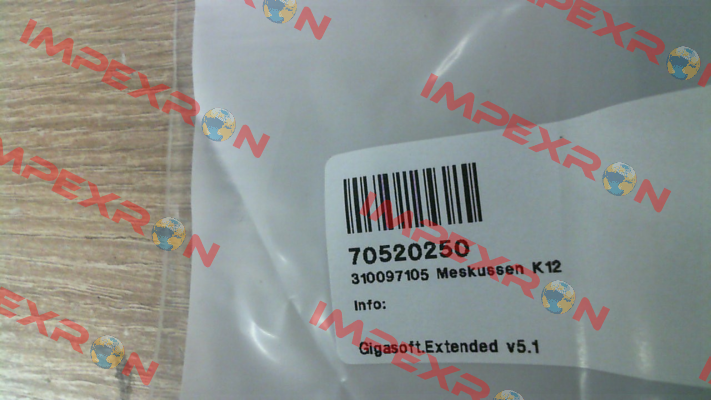 IMPEXRON
IMPEXRON
IMPEXRON
IMPEXRON
IMPEXRON
IMPEXRON
IMPEXRON
IMPEXRON
70520250
310097105 Meskussen K12
Info:
Gigasoft.Extended v5.1